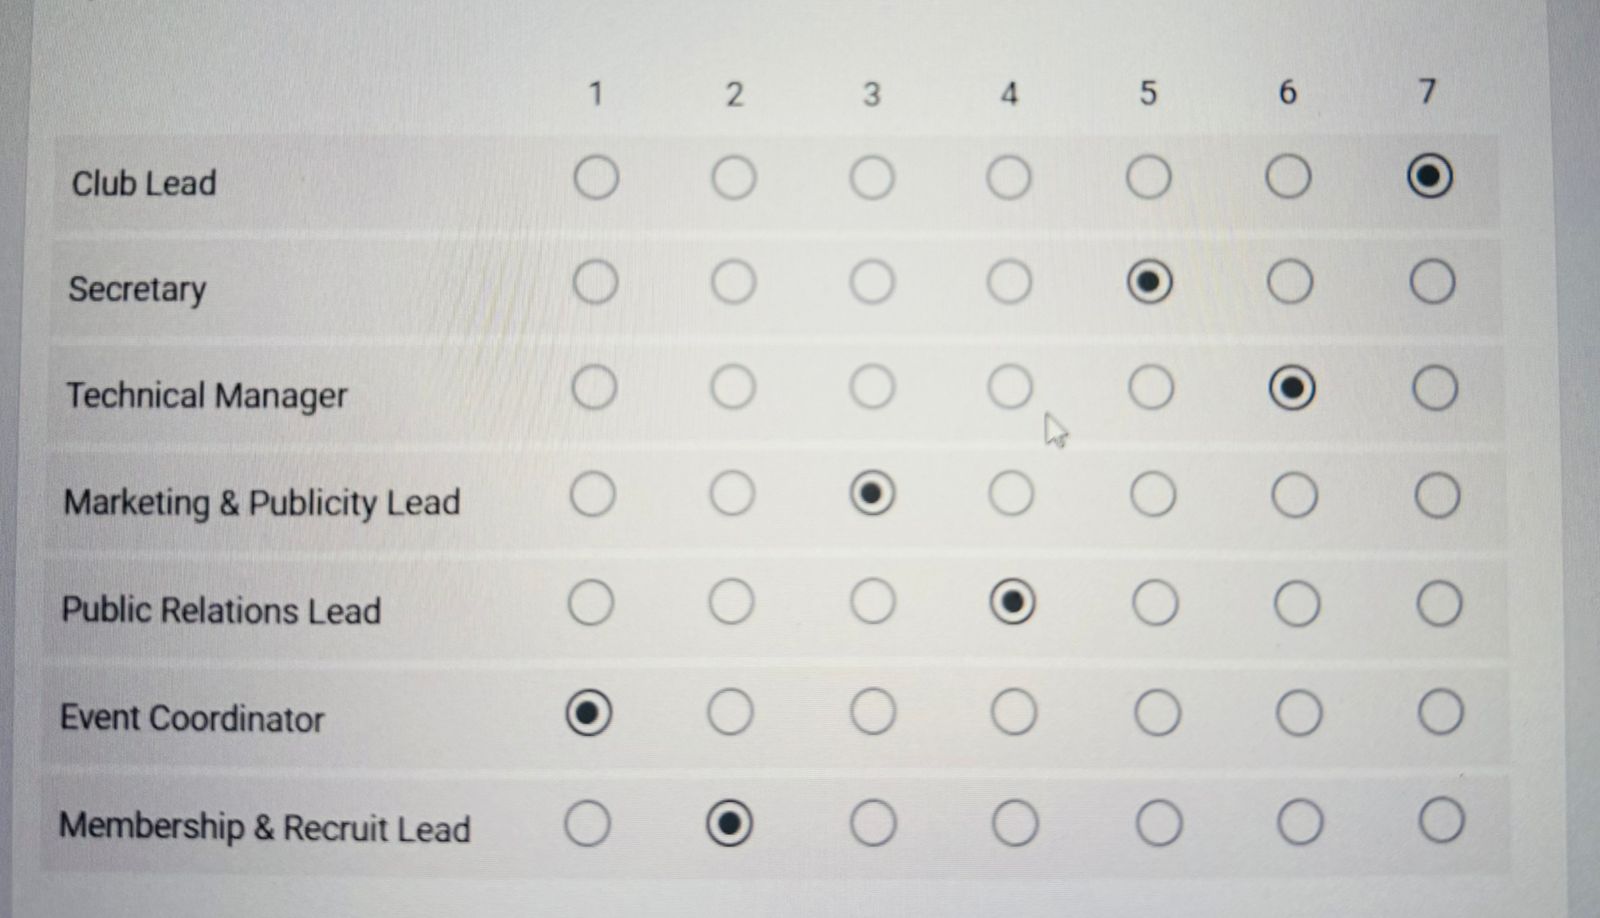 1 2 3 4 5 6 7
Club Lead
Secretary
Technical Manager
Marketing & Publicity Lead
Public Relations Lead
Event Coordinator
Membership & Recruit Lead